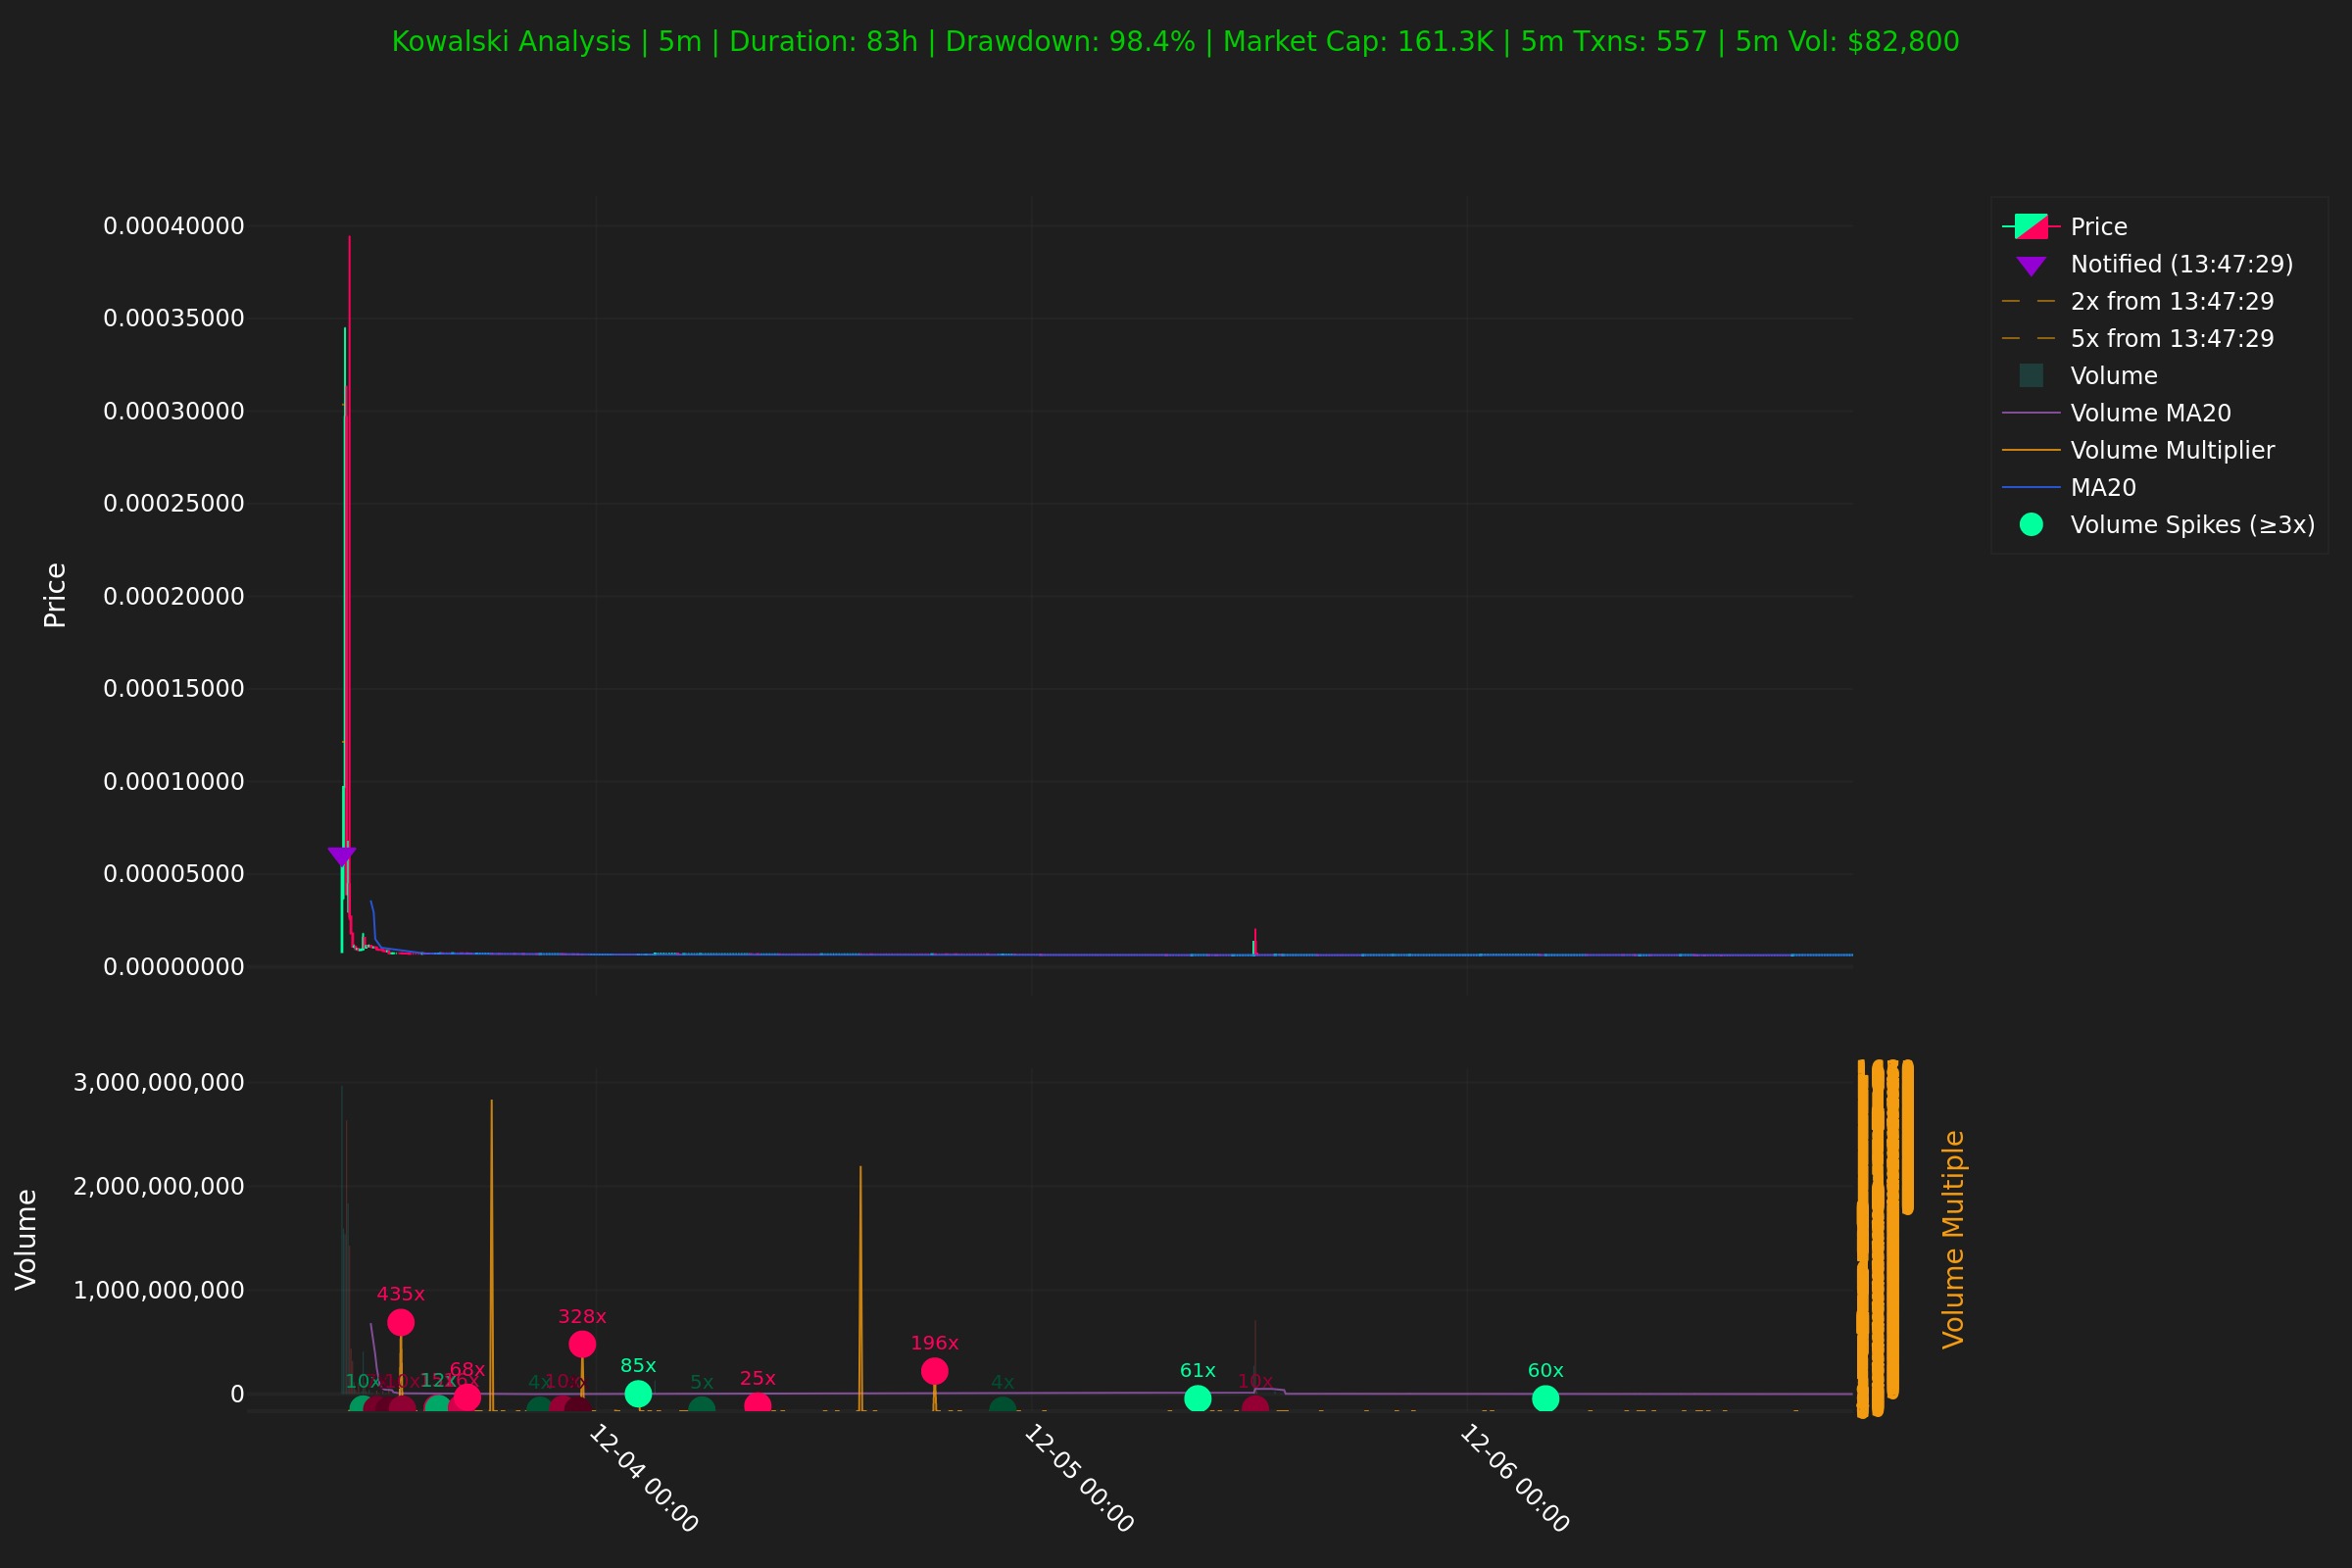 Kowalski Analysis | 5m | Duration: 83h | Drawdown: 98.4% | Market Cap: 161.3K | 5m Txns: 557 | 5m Vol: $82,800
0.00040000
0.00035000
0.00030000
0.00025000
0.00020000
0.00015000
0.00010000
0.00005000
0.00000000
Price
Price
Notified (13:47:29)
2x from 13:47:29
5x from 13:47:29
Volume
Volume MA20
Volume Multiplier
MA20
Volume Spikes (≥3x)
3,000,000,000
2,000,000,000
1,000,000,000
0
Volume
435x
328x
196x
85x
68x
61x
60x
25x
10x
10x
12x
4x
10x
5x
4x
10x
Volume Multiple
12-04 00:00
12-05 00:00
12-06 00:00